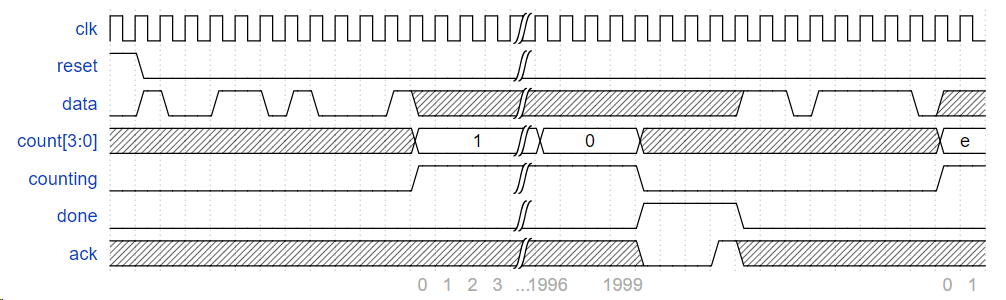 clk
reset
data
count[3:0] 1 0 e
counting
done
ack
0 1 2 3 ...1996 1999 0 1